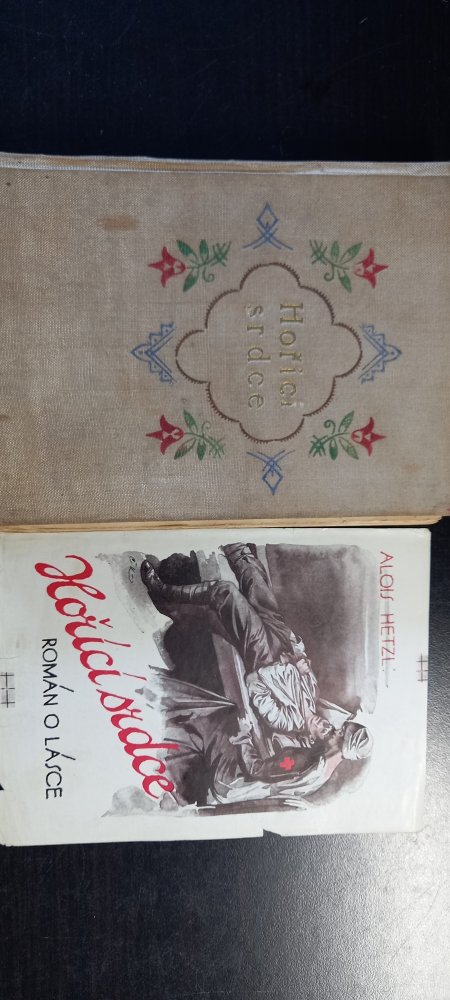 Hořící
srdce
ALOIS HETZL
Hořící srdce
ROMÁN O LÁSCE